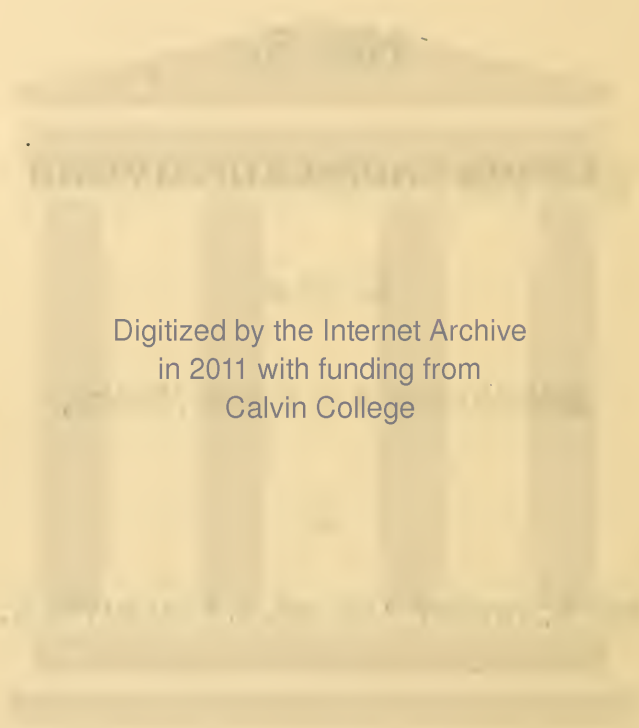 Digitized by the Internet Archive
in 2011 with funding from
Calvin College